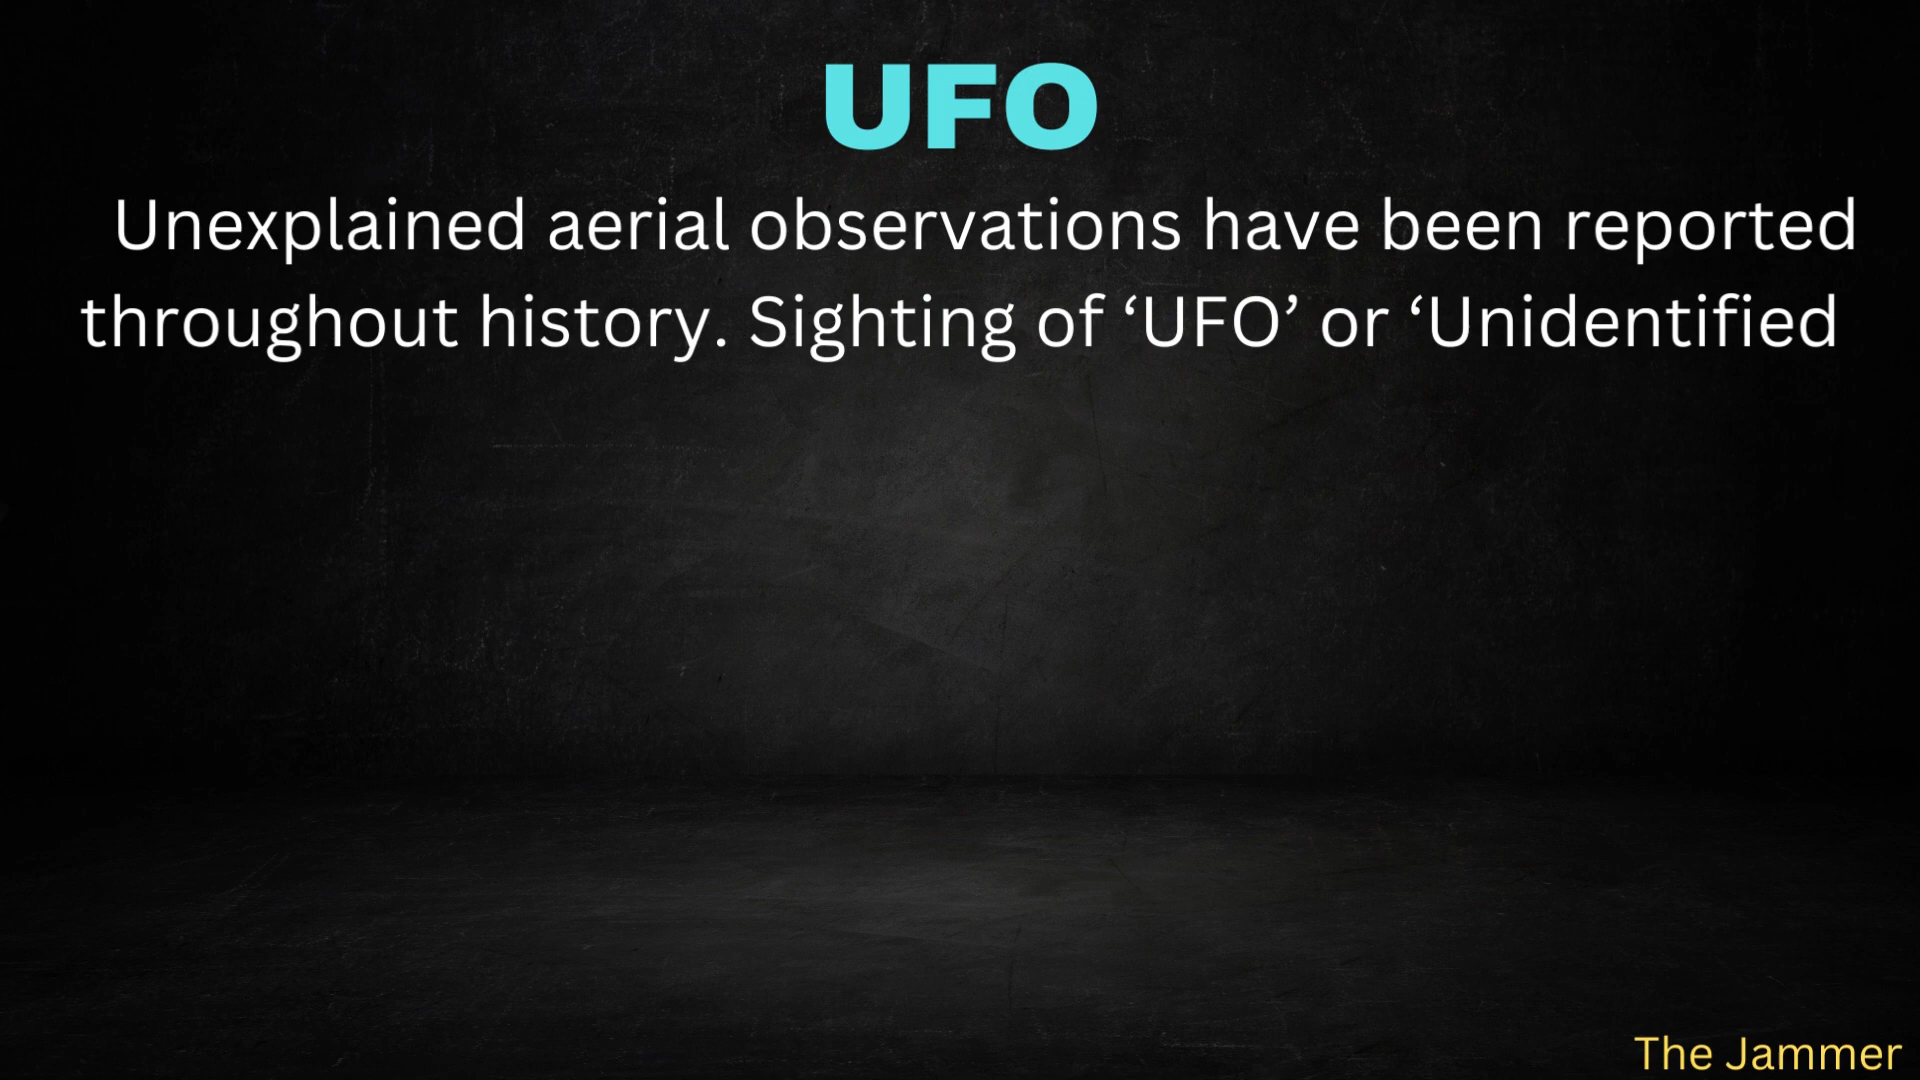 UFO
Unexplained aerial observations have been reported
throughout history. Sighting of ‘UFO’ or ‘Unidentified
The Jammer